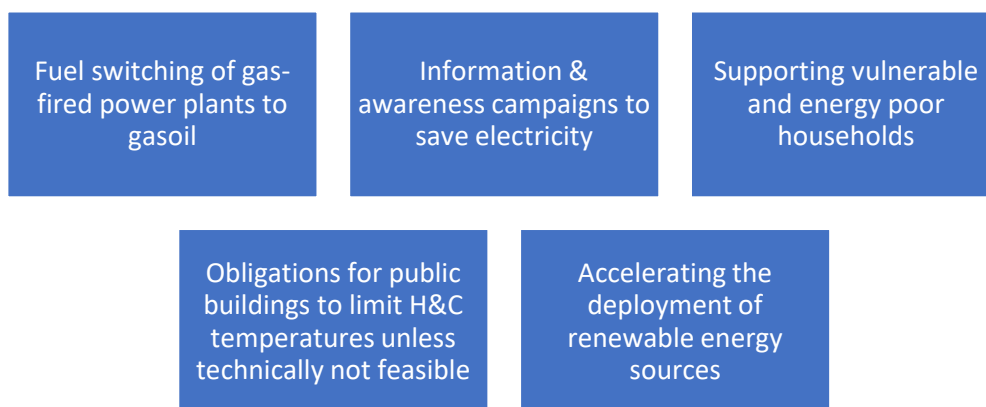 Fuel switching of gas-
fired power plants to
gasoil
Information &
awareness campaigns to
save electricity
Supporting vulnerable
and energy poor
households
Obligations for public
buildings to limit H&C
temperatures unless
technically not feasible
Accelerating the
deployment of
renewable energy
sources